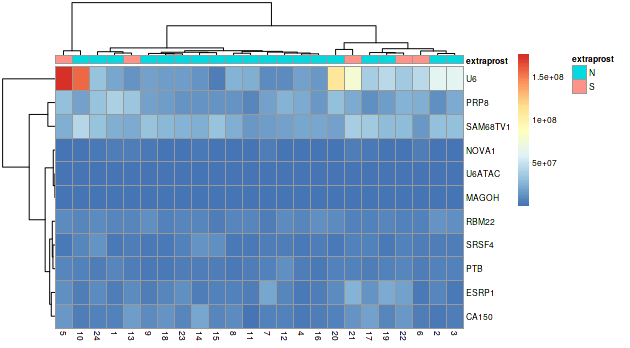 extraprost
U6
PRP8
SAM68TV1
NOVA1
U6ATAC
MAGOH
RBM22
SRSF4
PTB
ESRP1
CA150
5 10 24 1 13 9 18 23 14 15 8 11 7 12 4 16 20 21 17 19 22 6 2 3
1.5e+08
1e+08
5e+07
extraprost
N
S